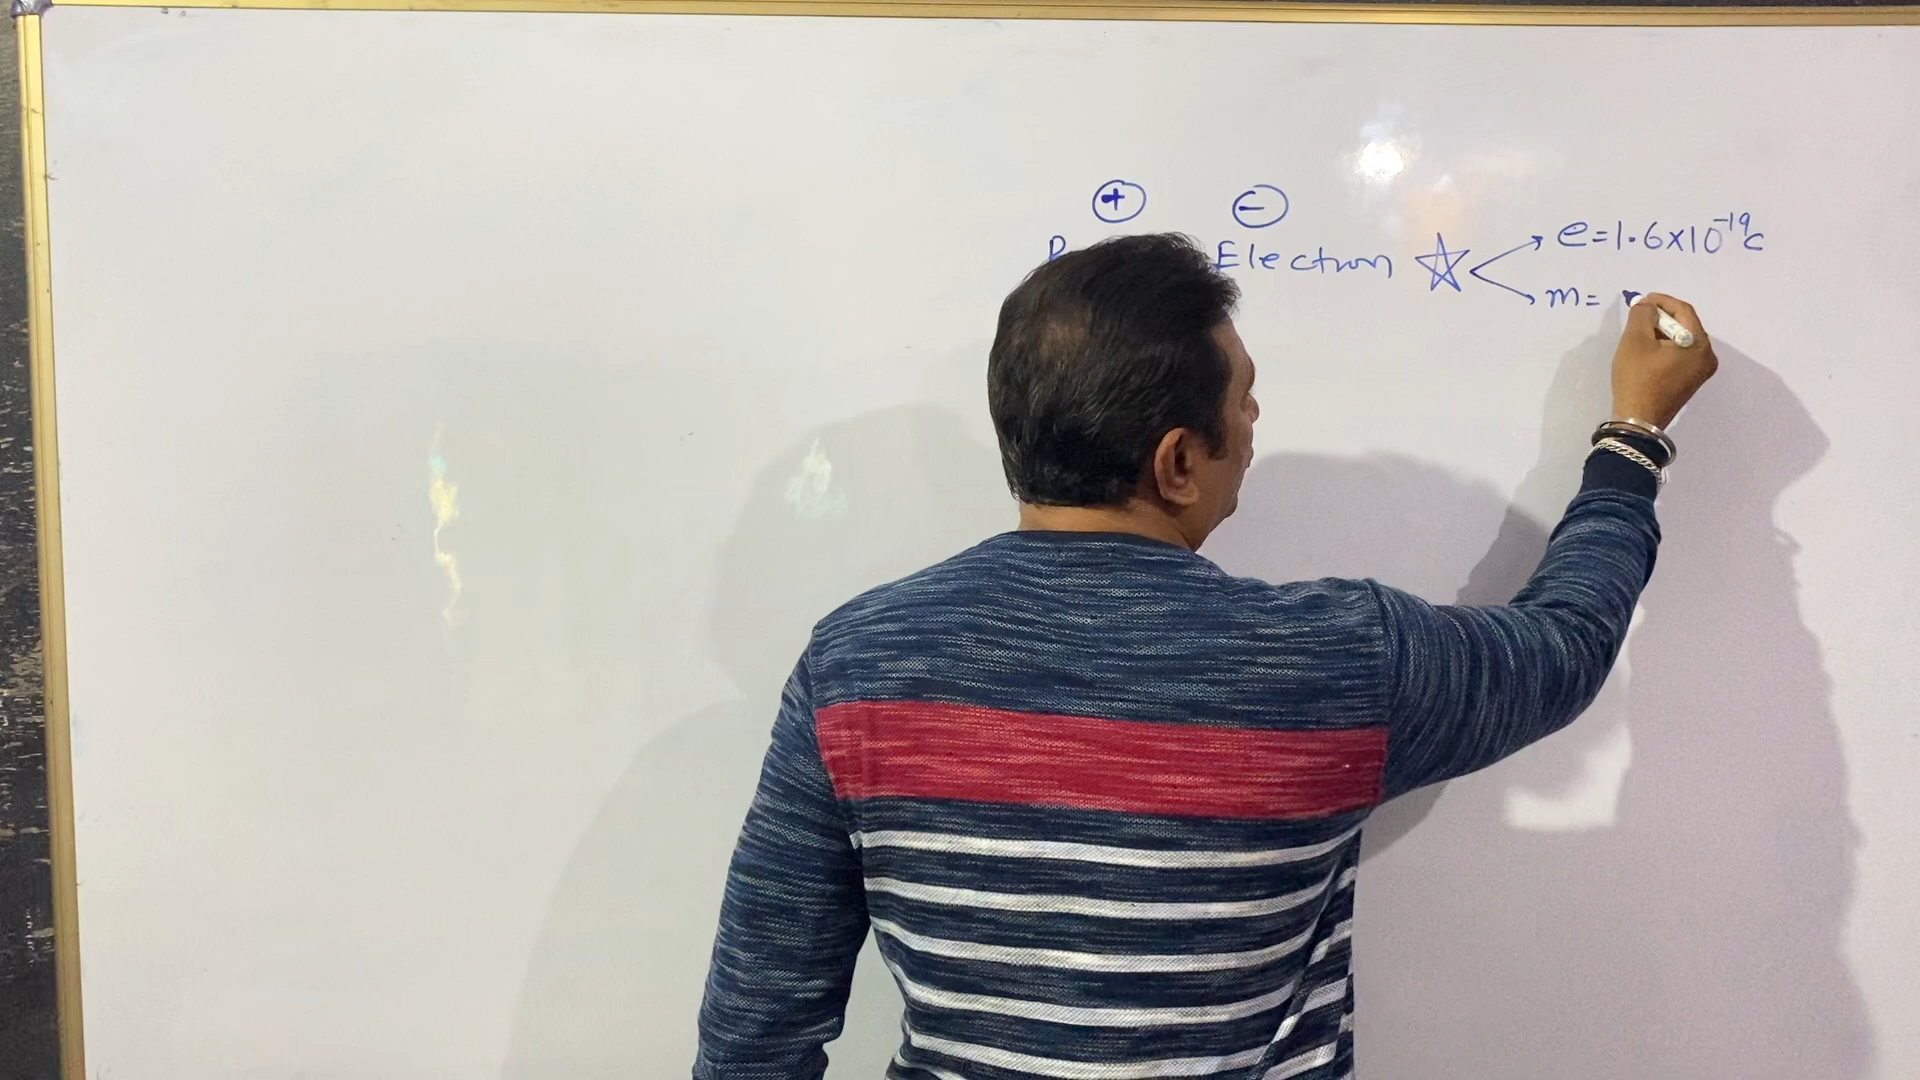 + -
Electron e=1.6x10⁻¹⁹c
m=